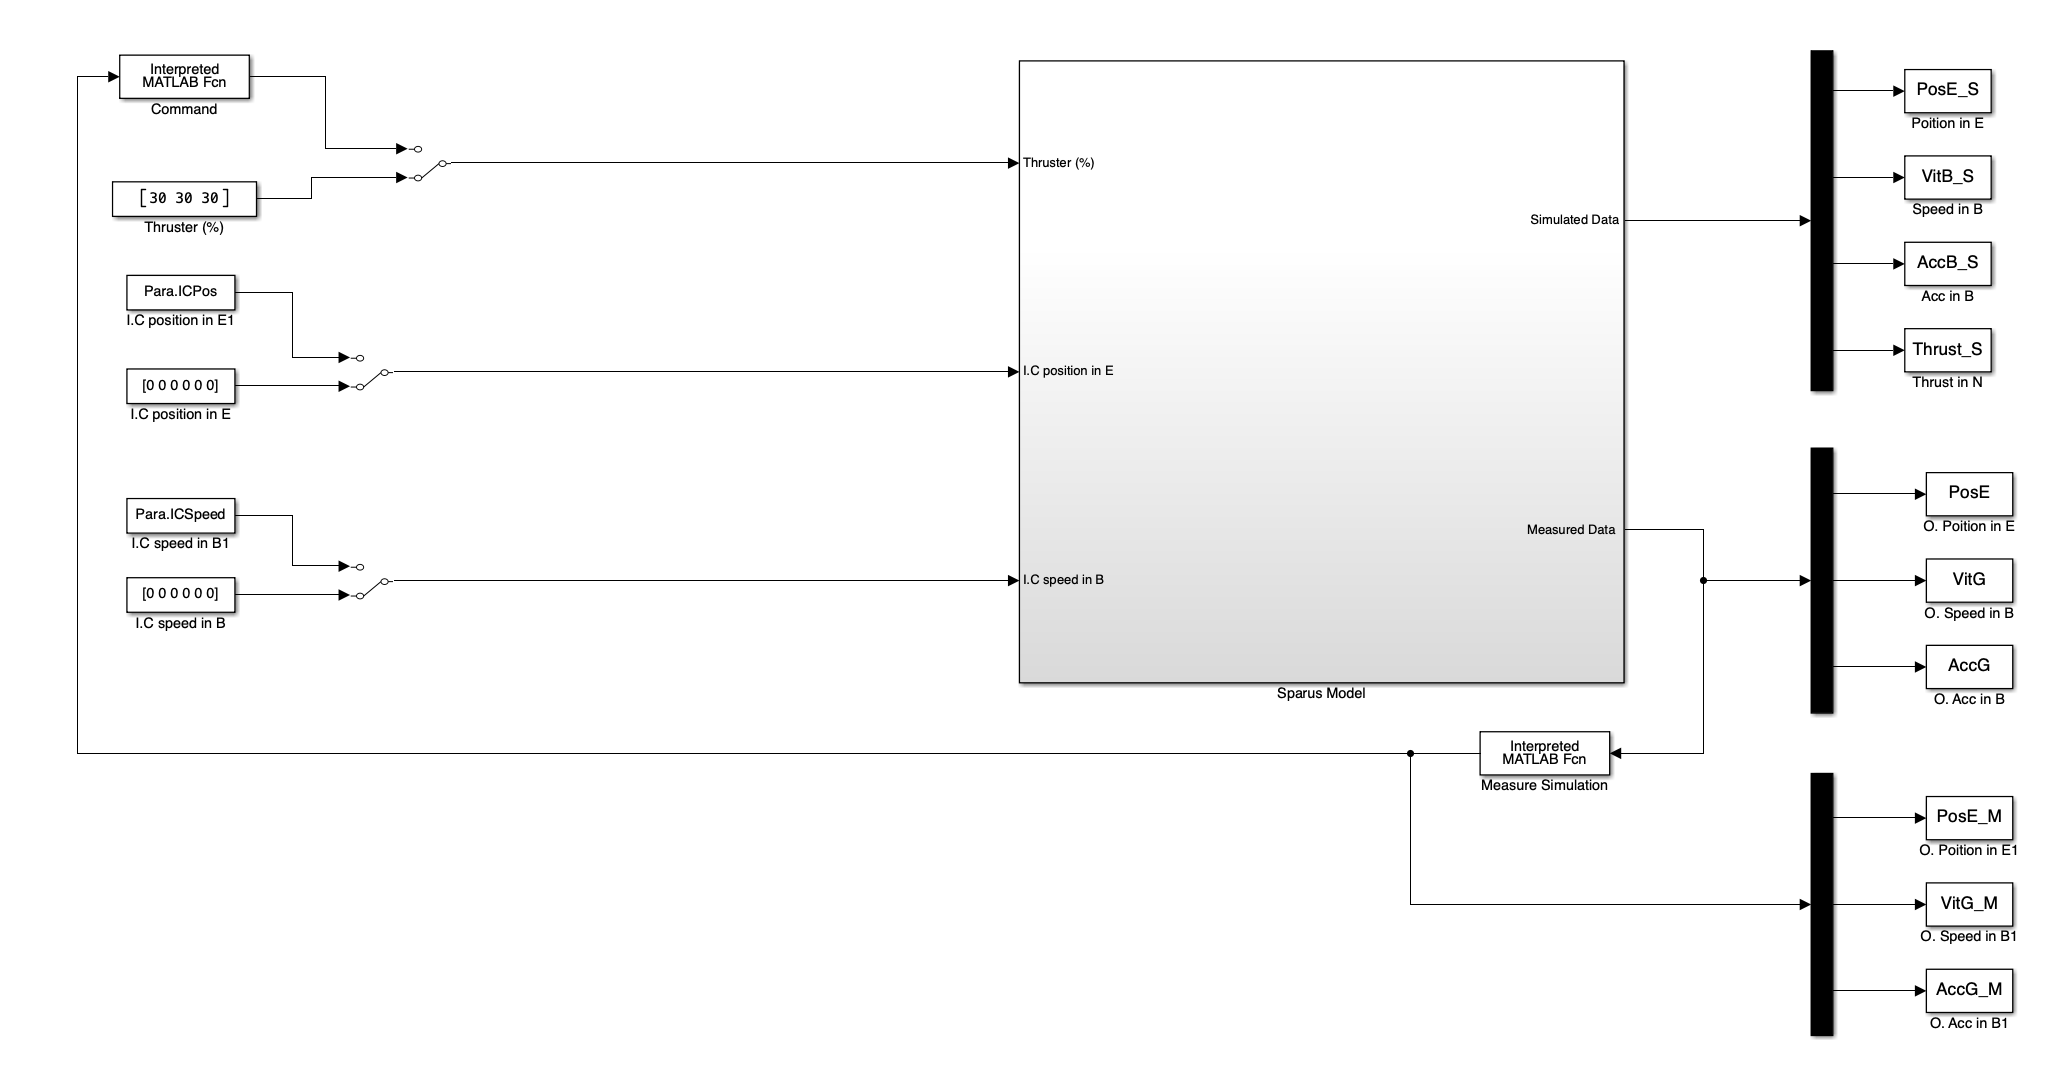 Interpreted
MATLAB Fcn
Command
[30 30 30]
Thruster (%)
Para.ICPos
I.C position in E1
[0 0 0 0 0 0]
I.C position in E
Para.ICSpeed
I.C speed in B1
[0 0 0 0 0 0]
I.C speed in B
Thruster (%)
I.C position in E
I.C speed in B
Simulated Data
Measured Data
Sparus Model
Interpreted
MATLAB Fcn
Measure Simulation
PosE_S
Poition in E
VitB_S
Speed in B
AccB_S
Acc in B
Thrust_S
Thrust in N
PosE
O. Poition in E
VitG
O. Speed in B
AccG
O. Acc in B
PosE_M
O. Poition in E1
VitG_M
O. Speed in B1
AccG_M
O. Acc in B1